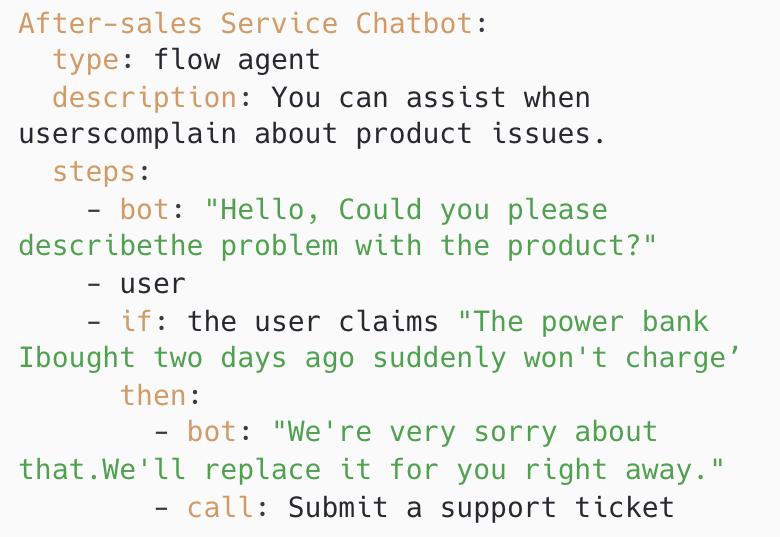 After-sales Service Chatbot:
type: flow agent
description: You can assist when
userscomplain about product issues.
steps:
- bot: "Hello, Could you please
describethe problem with the product?"
- user
- if: the user claims "The power bank
Ibought two days ago suddenly won't charge’
then:
- bot: "We're very sorry about
that.We'll replace it for you right away."
- call: Submit a support ticket